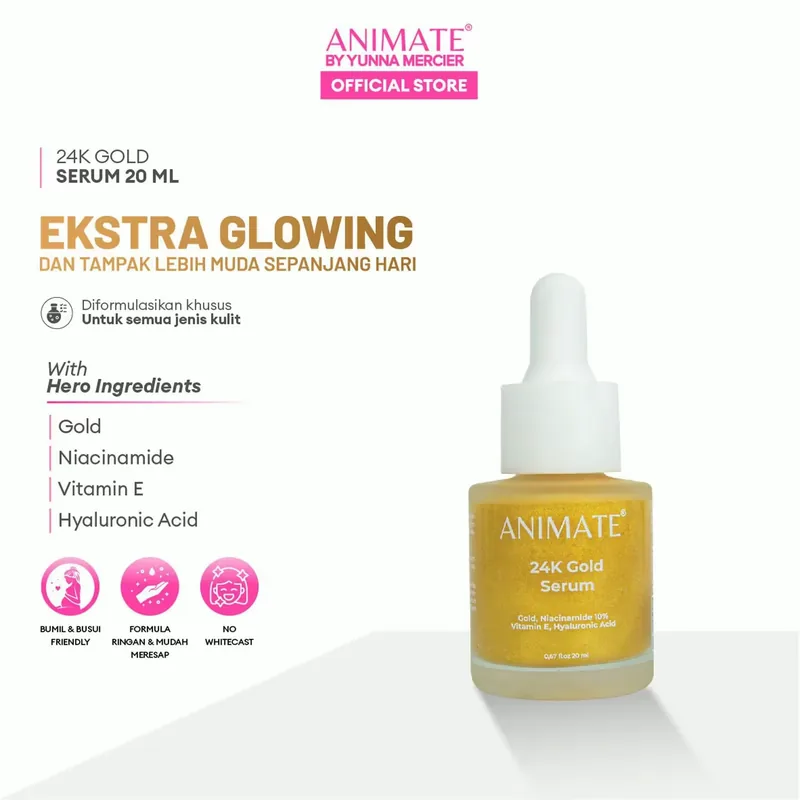 ANIMATE®
BY YUNNA MERCIER
OFFICIAL STORE
24K GOLD
SERUM 20 ML
EKSTRA GLOWING
DAN TAMPAK LEBIH MUDA SEPANJANG HARI
Diformulasikan khusus
Untuk semua jenis kulit
With
Hero Ingredients
Gold
Niacinamide
Vitamin E
Hyaluronic Acid
BUMIL & BUSUI
FRIENDLY
FORMULA
RINGAN & MUDAH
MERESAP
NO
WHITECAST
ANIMATE®
24K Gold
Serum
Gold, Niacinamide 10%
Vitamin E, Hyaluronic Acid
0,67 fl.oz 20 ml